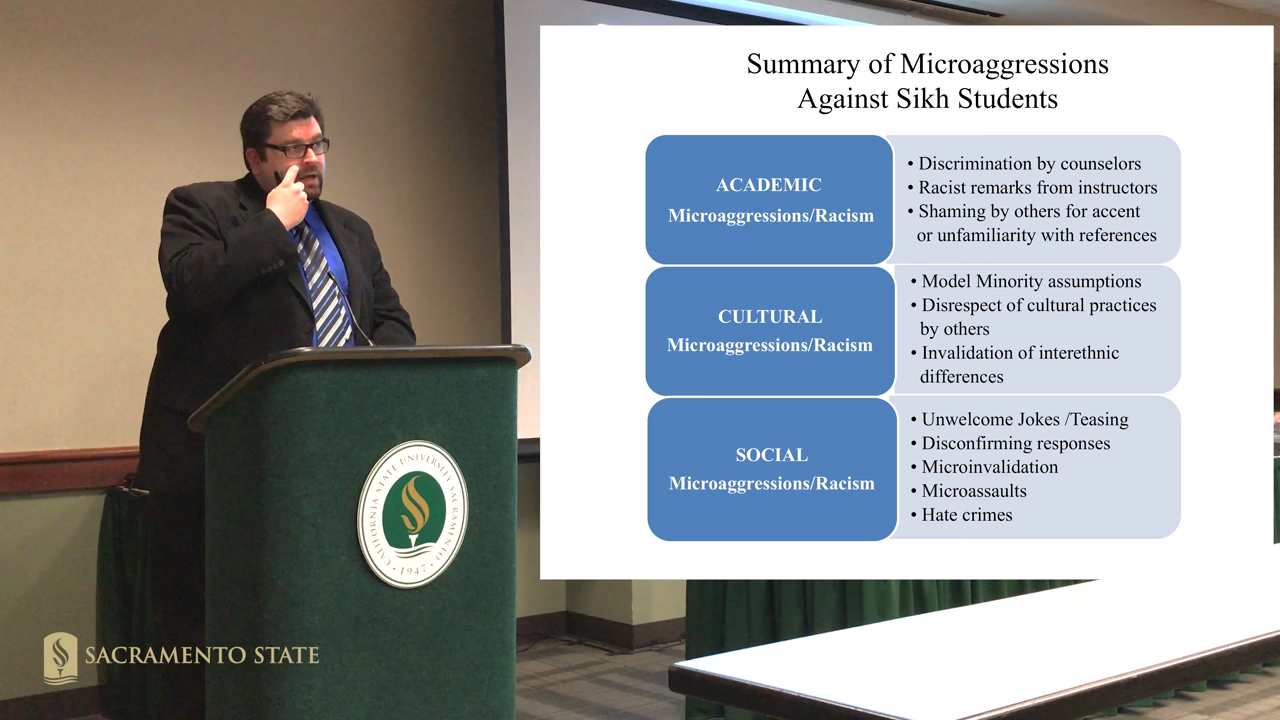 Summary of Microaggressions
Against Sikh Students
ACADEMIC
Microaggressions/Racism
• Discrimination by counselors
• Racist remarks from instructors
• Shaming by others for accent
or unfamiliarity with references
CULTURAL
Microaggressions/Racism
• Model Minority assumptions
• Disrespect of cultural practices
by others
• Invalidation of interethnic
differences
SOCIAL
Microaggressions/Racism
• Unwelcome Jokes /Teasing
• Disconfirming responses
• Microinvalidation
• Microassaults
• Hate crimes
CALIFORNIA STATE UNIVERSITY SACRAMENTO
• 1947 •
SACRAMENTO STATE